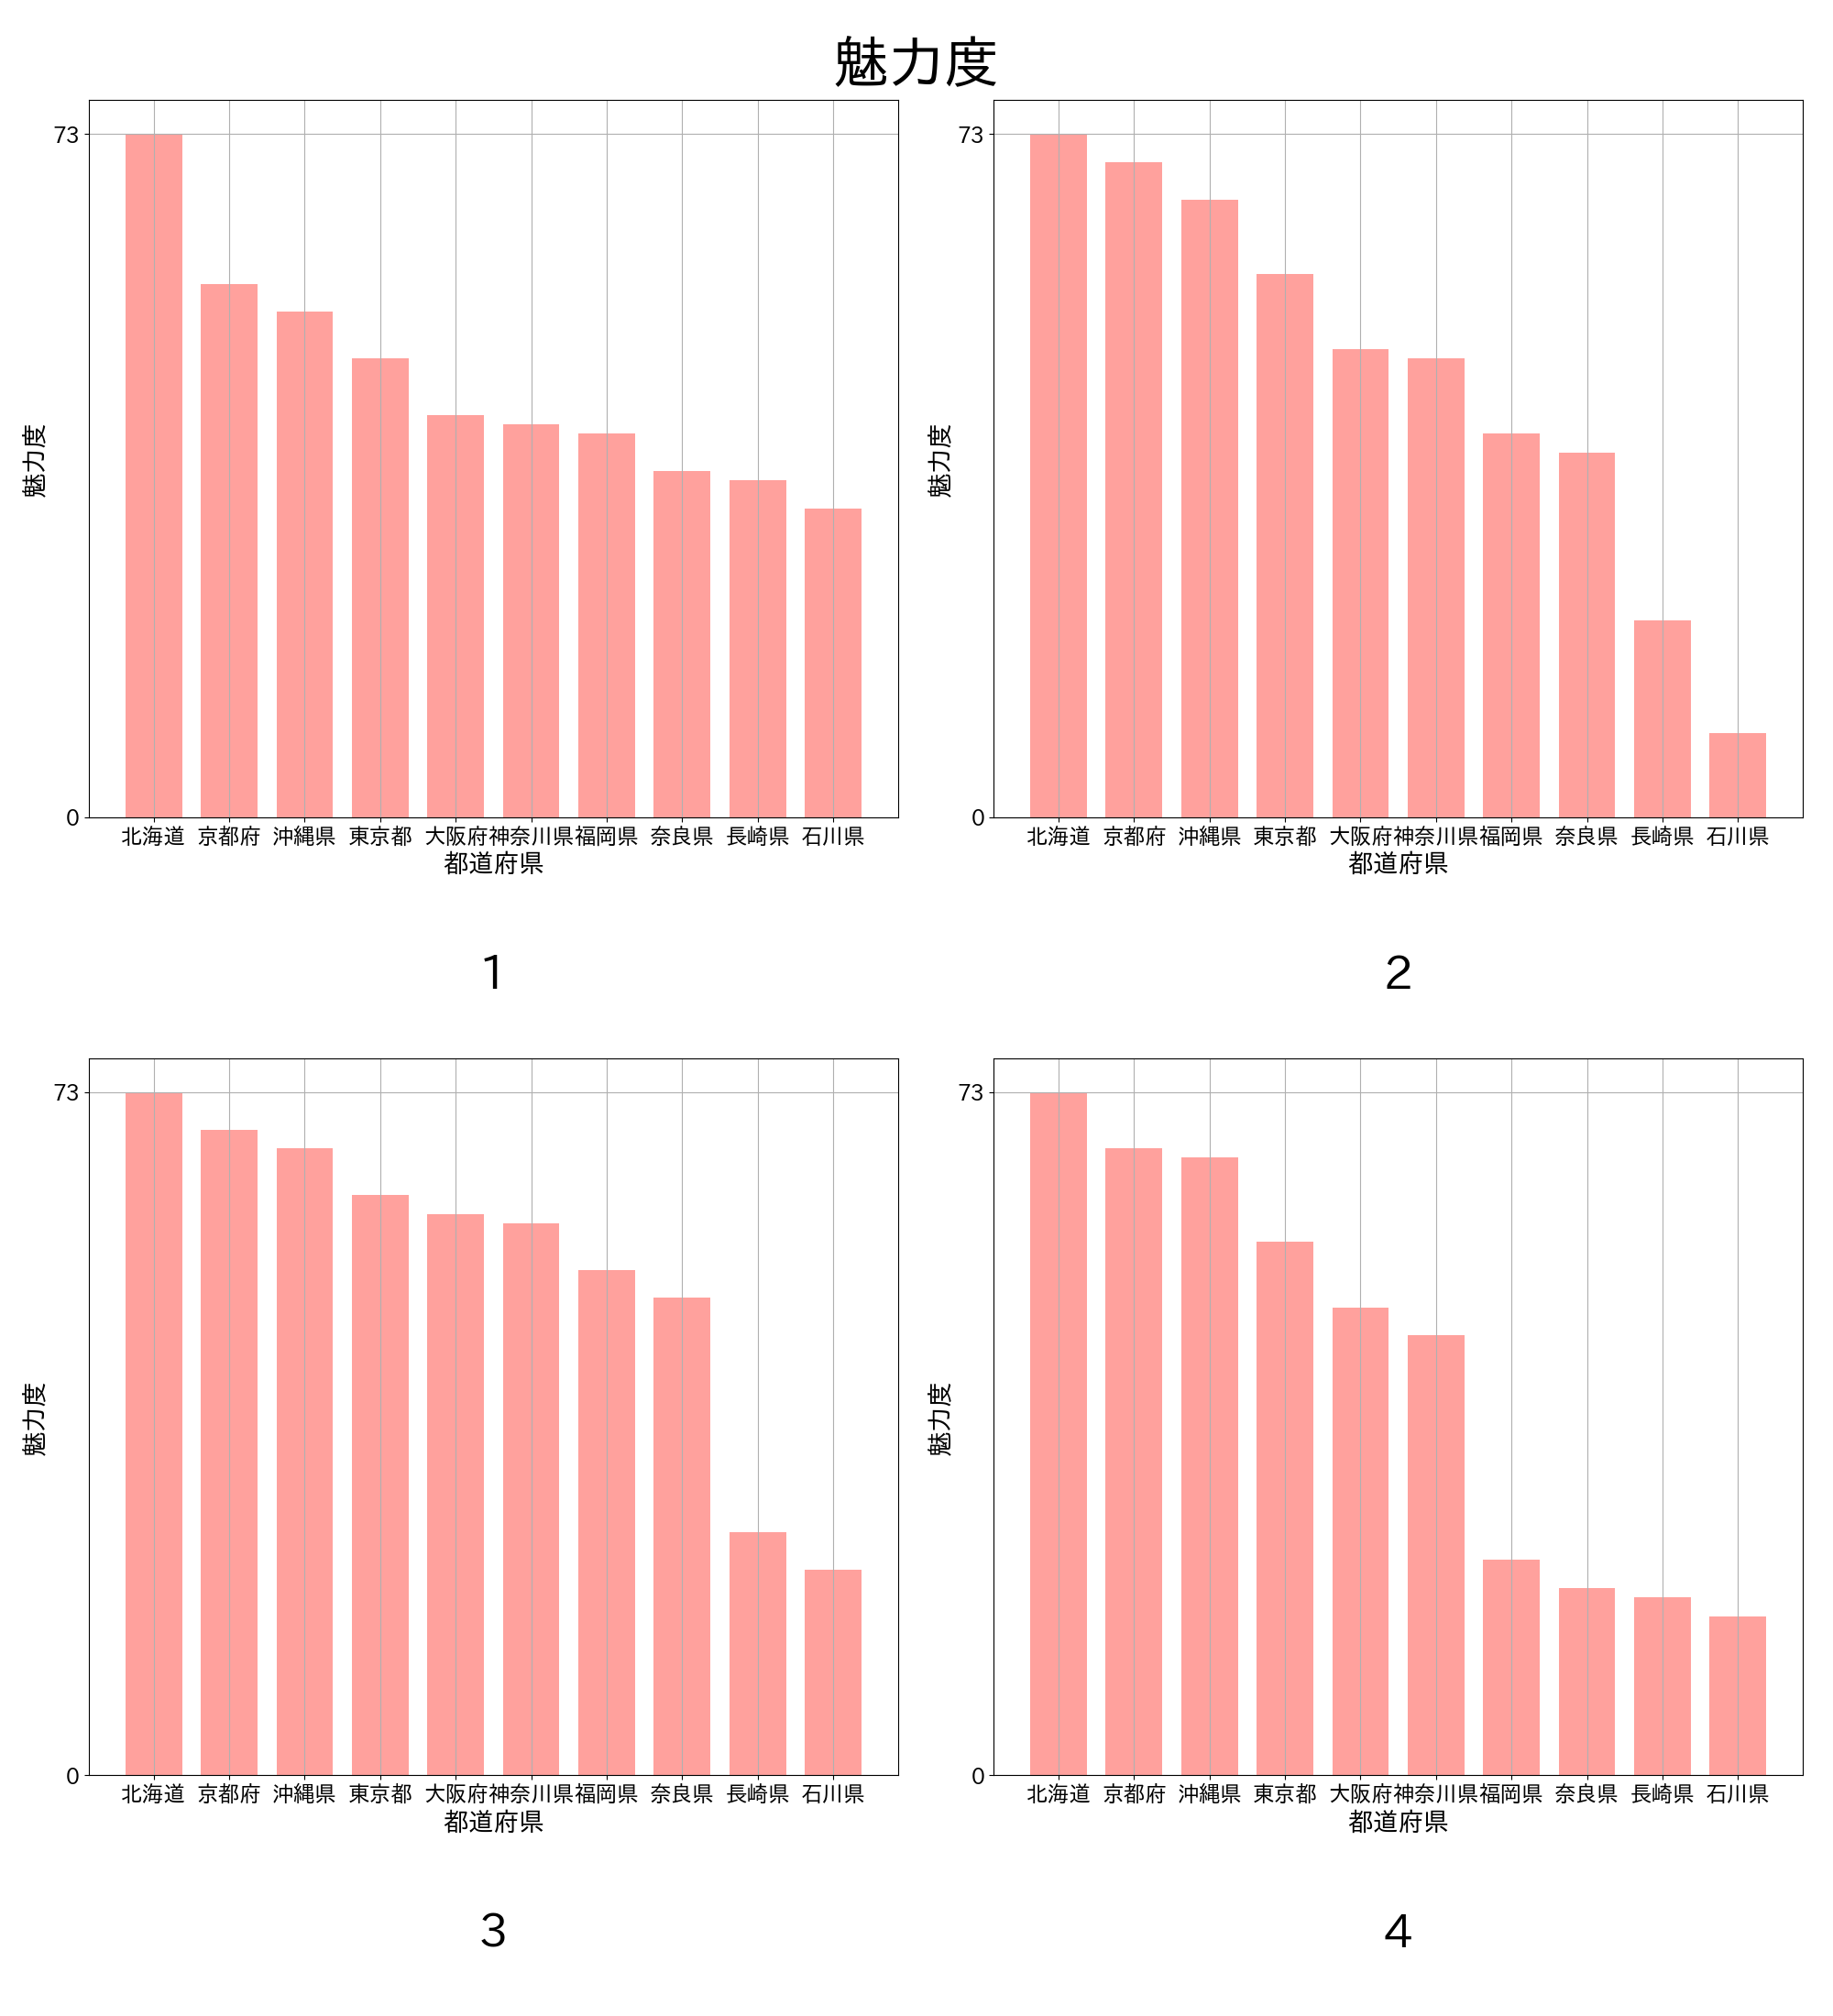 魅力度
73
0
魅力度
北海道 京都府 沖縄県 東京都 大阪府 神奈川県 福岡県 奈良県 長崎県 石川県
都道府県
1
73
0
魅力度
北海道 京都府 沖縄県 東京都 大阪府 神奈川県 福岡県 奈良県 長崎県 石川県
都道府県
2
73
0
魅力度
北海道 京都府 沖縄県 東京都 大阪府 神奈川県 福岡県 奈良県 長崎県 石川県
都道府県
3
73
0
魅力度
北海道 京都府 沖縄県 東京都 大阪府 神奈川県 福岡県 奈良県 長崎県 石川県
都道府県
4